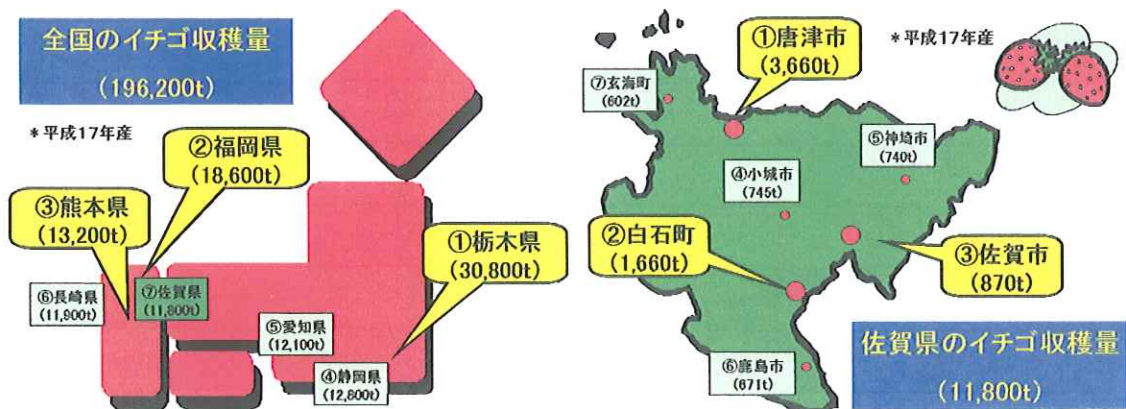 全国のイチゴ収穫量
(196,200t)
*平成17年産
②福岡県
(18,600t)
③熊本県
(13,200t)
①栃木県
(30,800t)
⑥長崎県
(11,900t)
⑦佐賀県
(11,800t)
⑤愛知県
(12,100t)
④静岡県
(12,800t)
①唐津市
(3,660t)
*平成17年産
⑦玄海町
(602t)
⑤神埼市
(740t)
④小城市
(745t)
②白石町
(1,660t)
③佐賀市
(870t)
⑥鹿島市
(671t)
佐賀県のイチゴ収穫量
(11,800t)